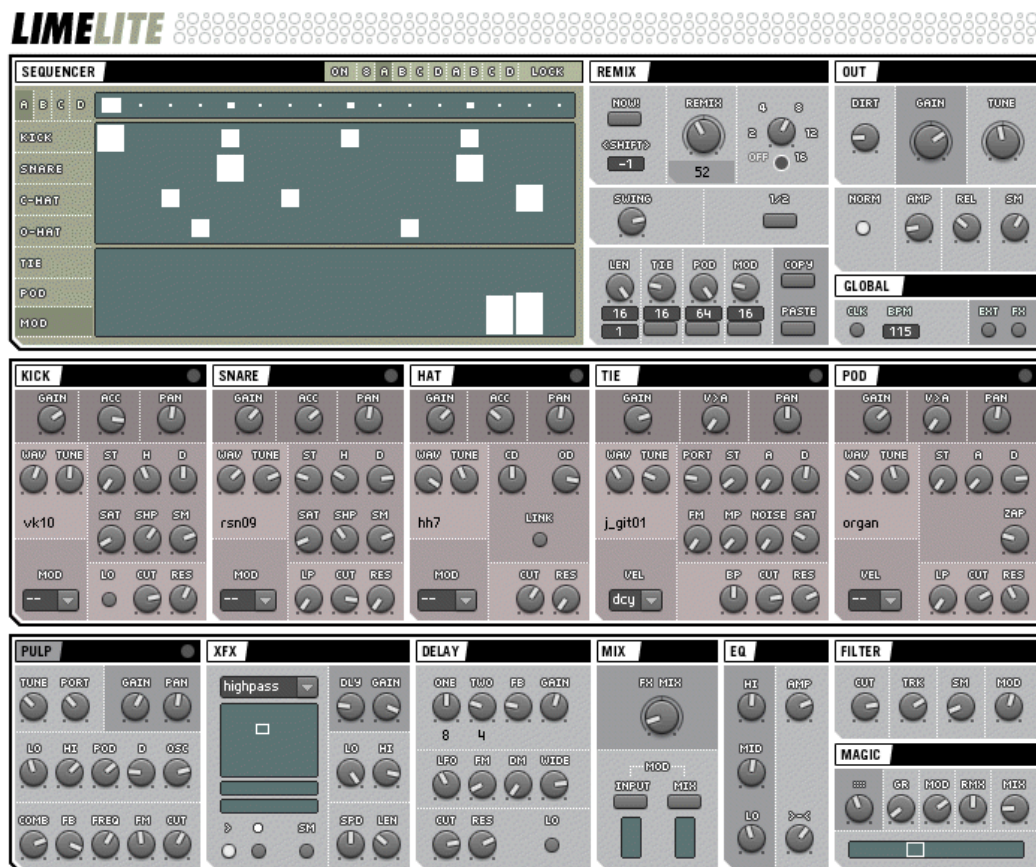 LIMELITE
SEQUENCER ON 8 A B C D A B C D LOCK REMIX OUT
A B C D NOW! REMIX 4 8 DIRT GAIN TUNE
KICK 2 12
<SHIFT> OFF 16
-1 52
SNARE
C-HAT SWING 1/2 NORM AMP REL SM
O-HAT
TIE LEN TIE POD MOD COPY
POD GLOBAL
16 16 64 16 PASTE CLK BPM EXT FX
MOD 1 115
KICK SNARE HAT TIE POD
GAIN ACC PAN GAIN ACC PAN GAIN ACC PAN GAIN V>A PAN GAIN V>A PAN
WAV TUNE ST H D WAV TUNE ST H D WAV TUNE CD OD WAV TUNE PORT ST A D WAV TUNE ST A D
SAT SHP SM SAT SHP SM LINK FM MP NOISE SAT ZAP
vk10 rsn09 hh7 j_git01 organ
MOD LO CUT RES MOD LP CUT RES MOD CUT RES VEL BP CUT RES VEL LP CUT RES
-- -- -- dcy --
PULP XFX DELAY MIX EQ FILTER
TUNE PORT GAIN PAN highpass DLY GAIN ONE TWO FB GAIN FX MIX HI AMP CUT TRK SM MOD
8 4
LO HI POD D OSC LO HI LFO FM DM WIDE MOD MID MAGIC
INPUT MIX GR MOD RMX MIX
COMB FB FREQ FM CUT > SM SPD LEN CUT RES LO LO >-<